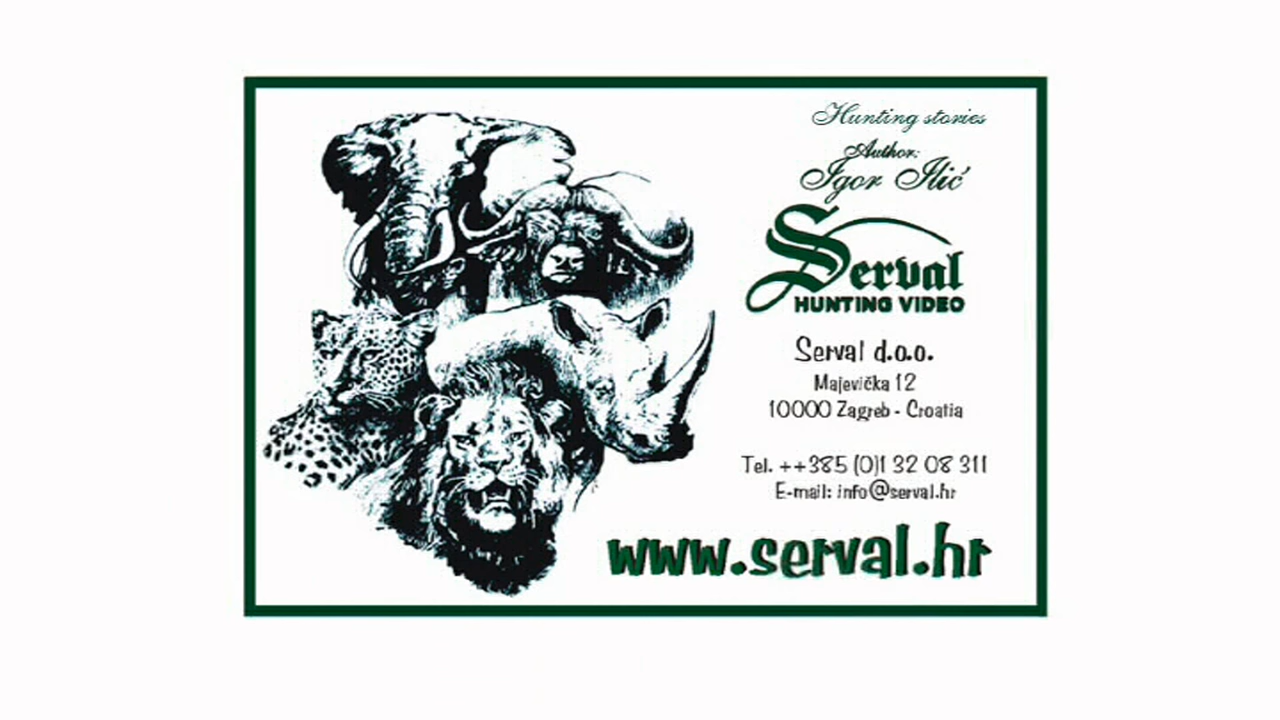 Hunting stories
Author:
Igor Ilić
Serval
HUNTING VIDEO
Serval d.o.o.
Majevička 12
10000 Zagreb - Croatia
Tel. ++385 (0)1 32 08 311
E-mail: info@serval.hr
www.serval.hr